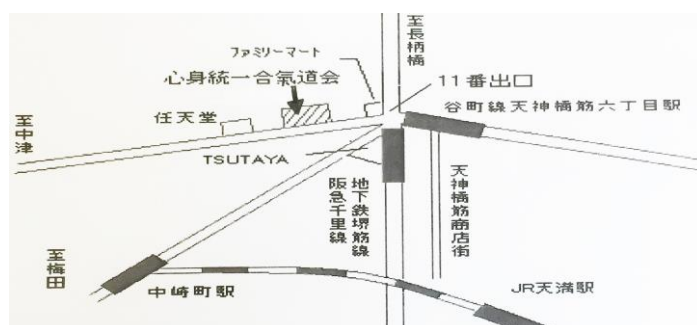 至長柄橋
ファミリーマート
心身統一合氣道会
11番出口
谷町線天神橋筋六丁目駅
任天堂
至中津
TSUTAYA
地下鉄堺筋線
阪急千里線
天神橋筋商店街
至梅田
中崎町駅
JR天満駅